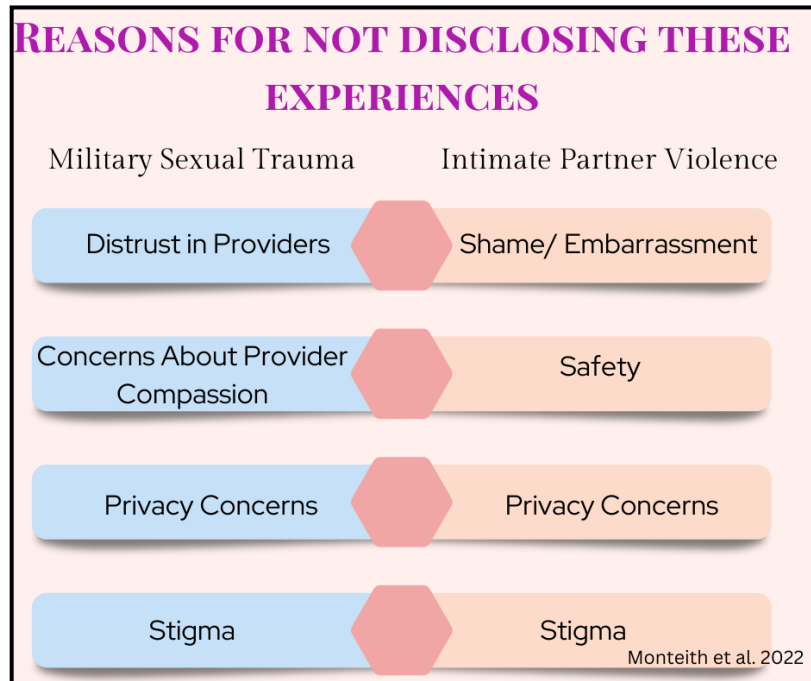 Reasons for not disclosing these
experiences
Military Sexual Trauma
Intimate Partner Violence
Distrust in Providers
Shame/ Embarrassment
Concerns About Provider
Compassion
Safety
Privacy Concerns
Privacy Concerns
Stigma
Stigma
Monteith et al. 2022